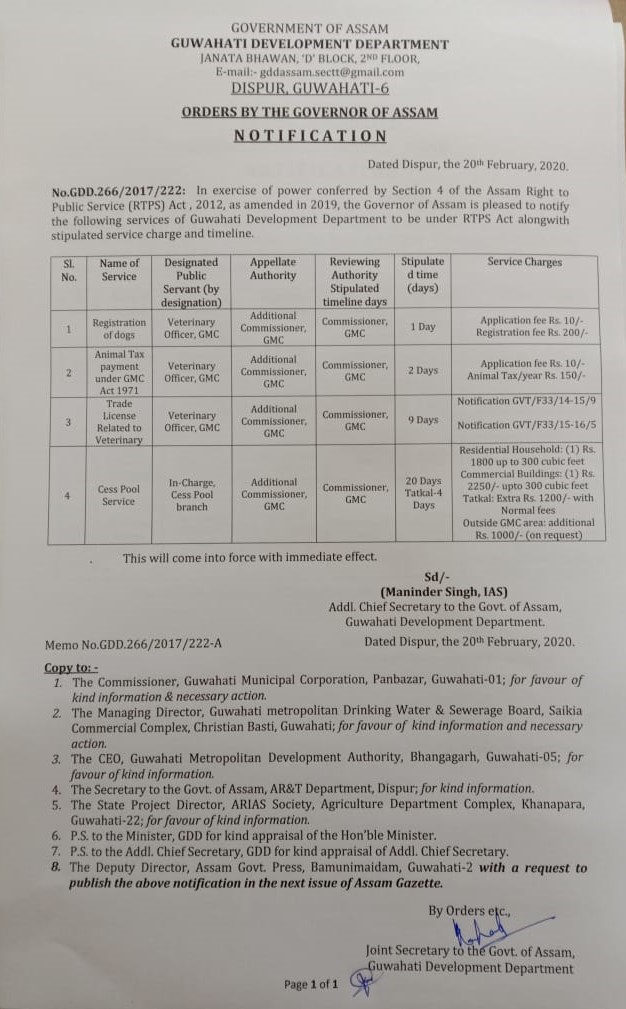 GOVERNMENT OF ASSAM
GUWAHATI DEVELOPMENT DEPARTMENT
JANATA BHAWAN, 'D' BLOCK, 2ND FLOOR,
E-mail:- gddassam.sectt@gmail.com
DISPUR, GUWAHATI-6
ORDERS BY THE GOVERNOR OF ASSAM
NOTIFICATION
Dated Dispur, the 20th February, 2020.
No.GDD.266/2017/222: In exercise of power conferred by Section 4 of the Assam Right to
Public Service (RTPS) Act , 2012, as amended in 2019, the Governor of Assam is pleased to notify
the following services of Guwahati Development Department to be under RTPS Act alongwith
stipulated service charge and timeline.
Sl. No.
Name of Service
Designated Public Servant (by designation)
Appellate Authority
Reviewing Authority Stipulated timeline days
Stipulate d time (days)
Service Charges
1
Registration of dogs
Veterinary Officer, GMC
Additional Commissioner, GMC
Commissioner, GMC
1 Day
Application fee Rs. 10/-
Registration fee Rs. 200/-
2
Animal Tax payment under GMC Act 1971
Veterinary Officer, GMC
Additional Commissioner, GMC
Commissioner, GMC
2 Days
Application fee Rs. 10/-
Animal Tax/year Rs. 150/-
3
Trade License Related to Veterinary
Veterinary Officer, GMC
Additional Commissioner, GMC
Commissioner, GMC
9 Days
Notification GVT/F33/14-15/9
Notification GVT/F33/15-16/5
4
Cess Pool Service
In-Charge, Cess Pool branch
Additional Commissioner, GMC
Commissioner, GMC
20 Days Tatkal-4 Days
Residential Household: (1) Rs.
1800 up to 300 cubic feet
Commercial Buildings: (1) Rs.
2250/- upto 300 cubic feet
Tatkal: Extra Rs. 1200/- with
Normal fees
Outside GMC area: additional
Rs. 1000/- (on request)
This will come into force with immediate effect.
Sd/-
(Maninder Singh, IAS)
Addl. Chief Secretary to the Govt. of Assam,
Guwahati Development Department.
Memo No.GDD.266/2017/222-A
Dated Dispur, the 20th February, 2020.
Copy to: -
1. The Commissioner, Guwahati Municipal Corporation, Panbazar, Guwahati-01; for favour of
kind information & necessary action.
2. The Managing Director, Guwahati metropolitan Drinking Water & Sewerage Board, Saikia
Commercial Complex, Christian Basti, Guwahati; for favour of kind information and necessary
action.
3. The CEO, Guwahati Metropolitan Development Authority, Bhangagarh, Guwahati-05; for
favour of kind information.
4. The Secretary to the Govt. of Assam, AR&T Department, Dispur; for kind information.
5. The State Project Director, ARIAS Society, Agriculture Department Complex, Khanapara,
Guwahati-22; for favour of kind information.
6. P.S. to the Minister, GDD for kind appraisal of the Hon'ble Minister.
7. P.S. to the Addl. Chief Secretary, GDD for kind appraisal of Addl. Chief Secretary.
8. The Deputy Director, Assam Govt. Press, Bamunimaidam, Guwahati-2 with a request to
publish the above notification in the next issue of Assam Gazette.
By Orders etc.,
Joint Secretary to the Govt. of Assam,
Guwahati Development Department
Page 1 of 1